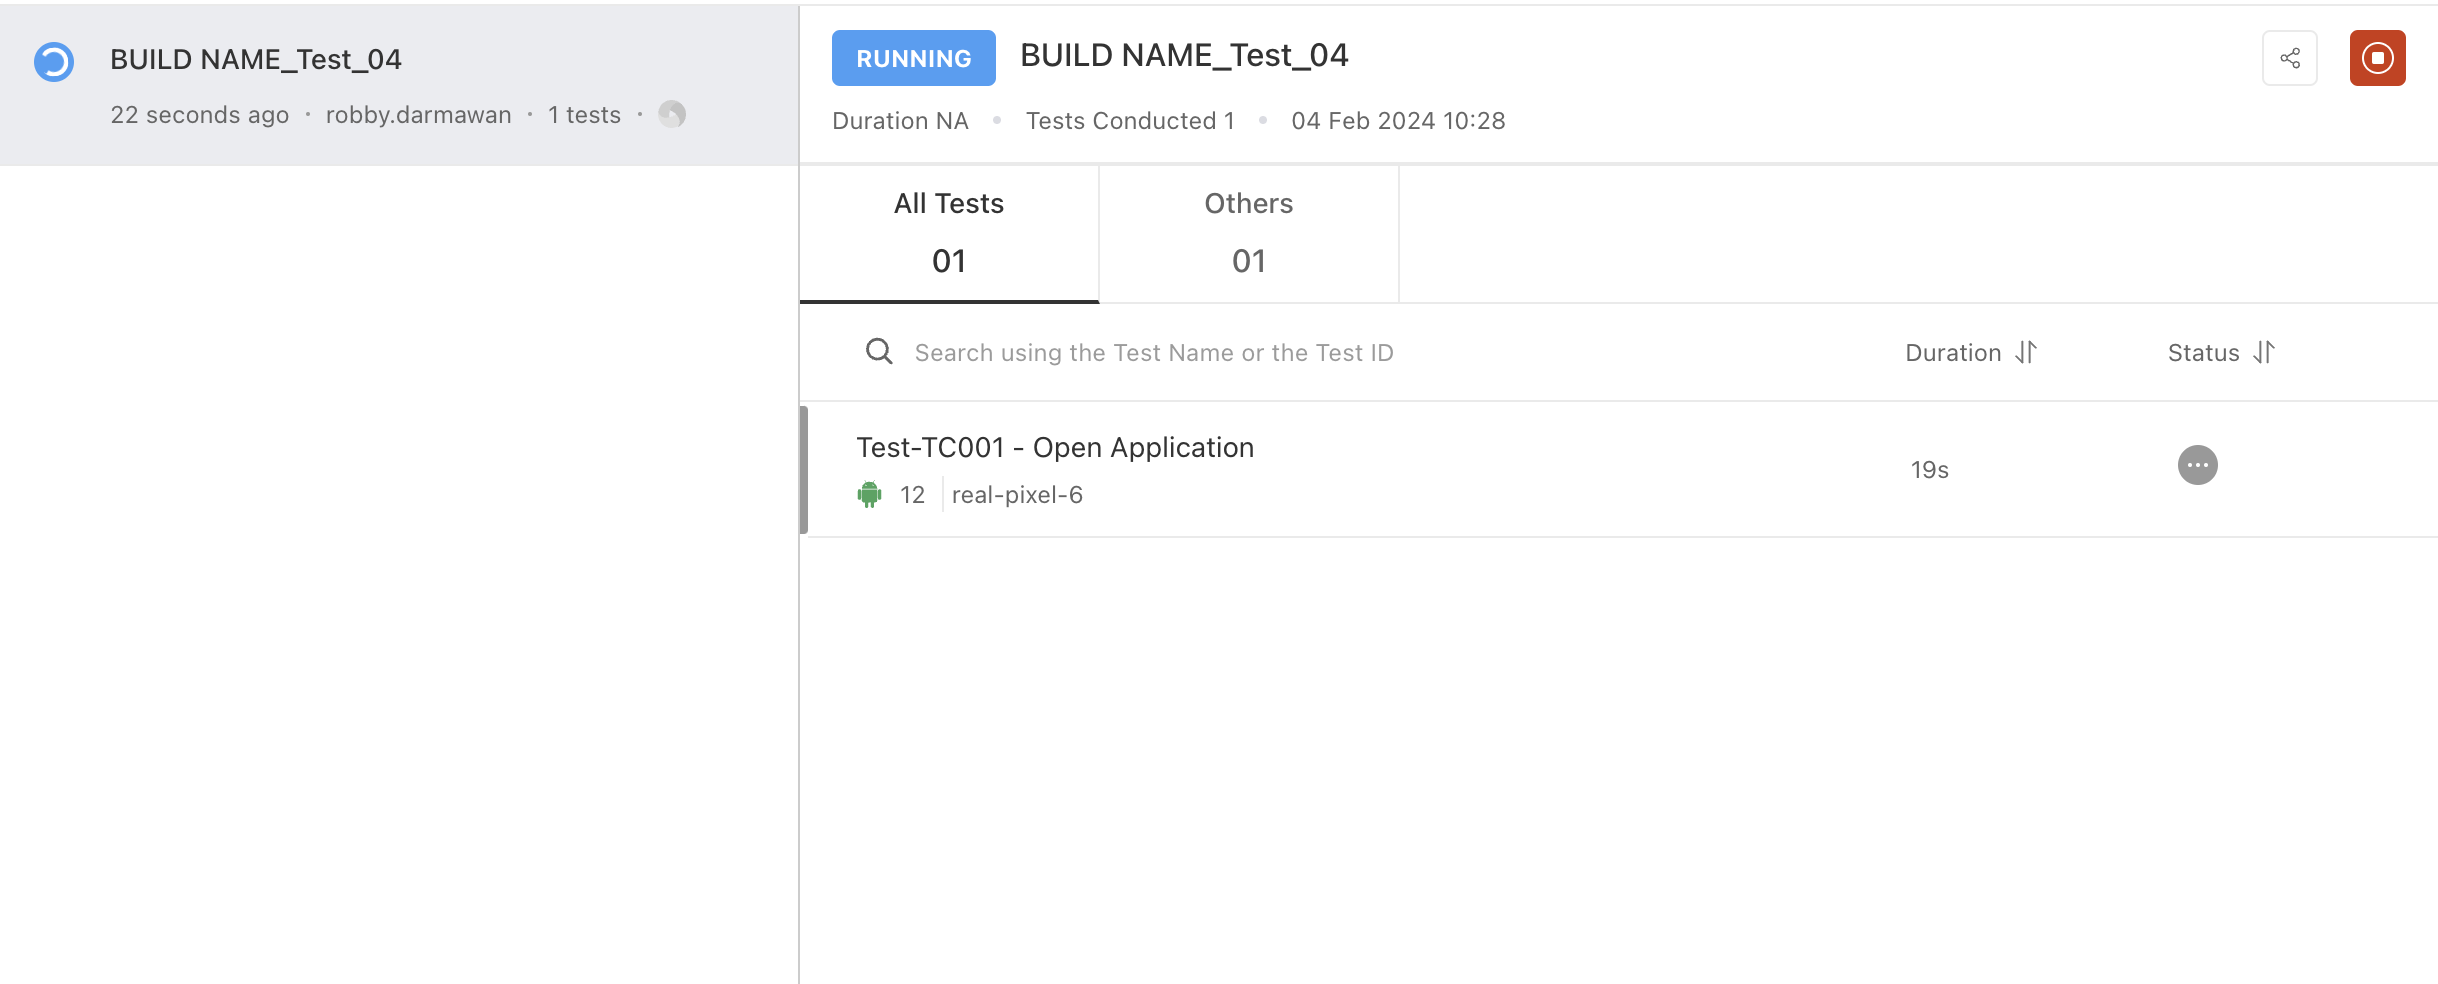 BUILD NAME_Test_04
22 seconds ago · robby.darmawan · 1 tests ·
RUNNING BUILD NAME_Test_04
Duration NA • Tests Conducted 1 • 04 Feb 2024 10:28
All Tests Others
01 01
Search using the Test Name or the Test ID Duration Status
Test-TC001 - Open Application
12 real-pixel-6
19s